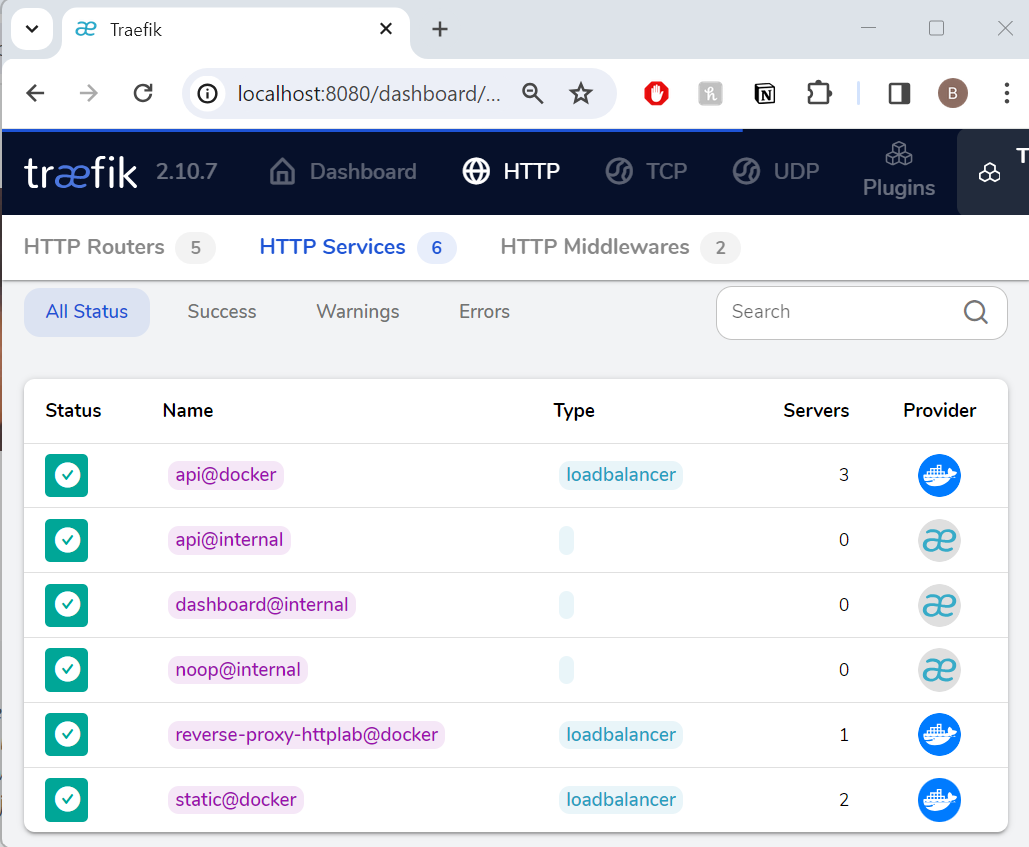 Traefik
localhost:8080/dashboard/...
B
træfik 2.10.7 Dashboard HTTP TCP UDP Plugins T
HTTP Routers 5 HTTP Services 6 HTTP Middlewares 2
All Status Success Warnings Errors Search
Status Name Type Servers Provider
api@docker loadbalancer 3
api@internal 0
dashboard@internal 0
noop@internal 0
reverse-proxy-httplab@docker loadbalancer 1
static@docker loadbalancer 2